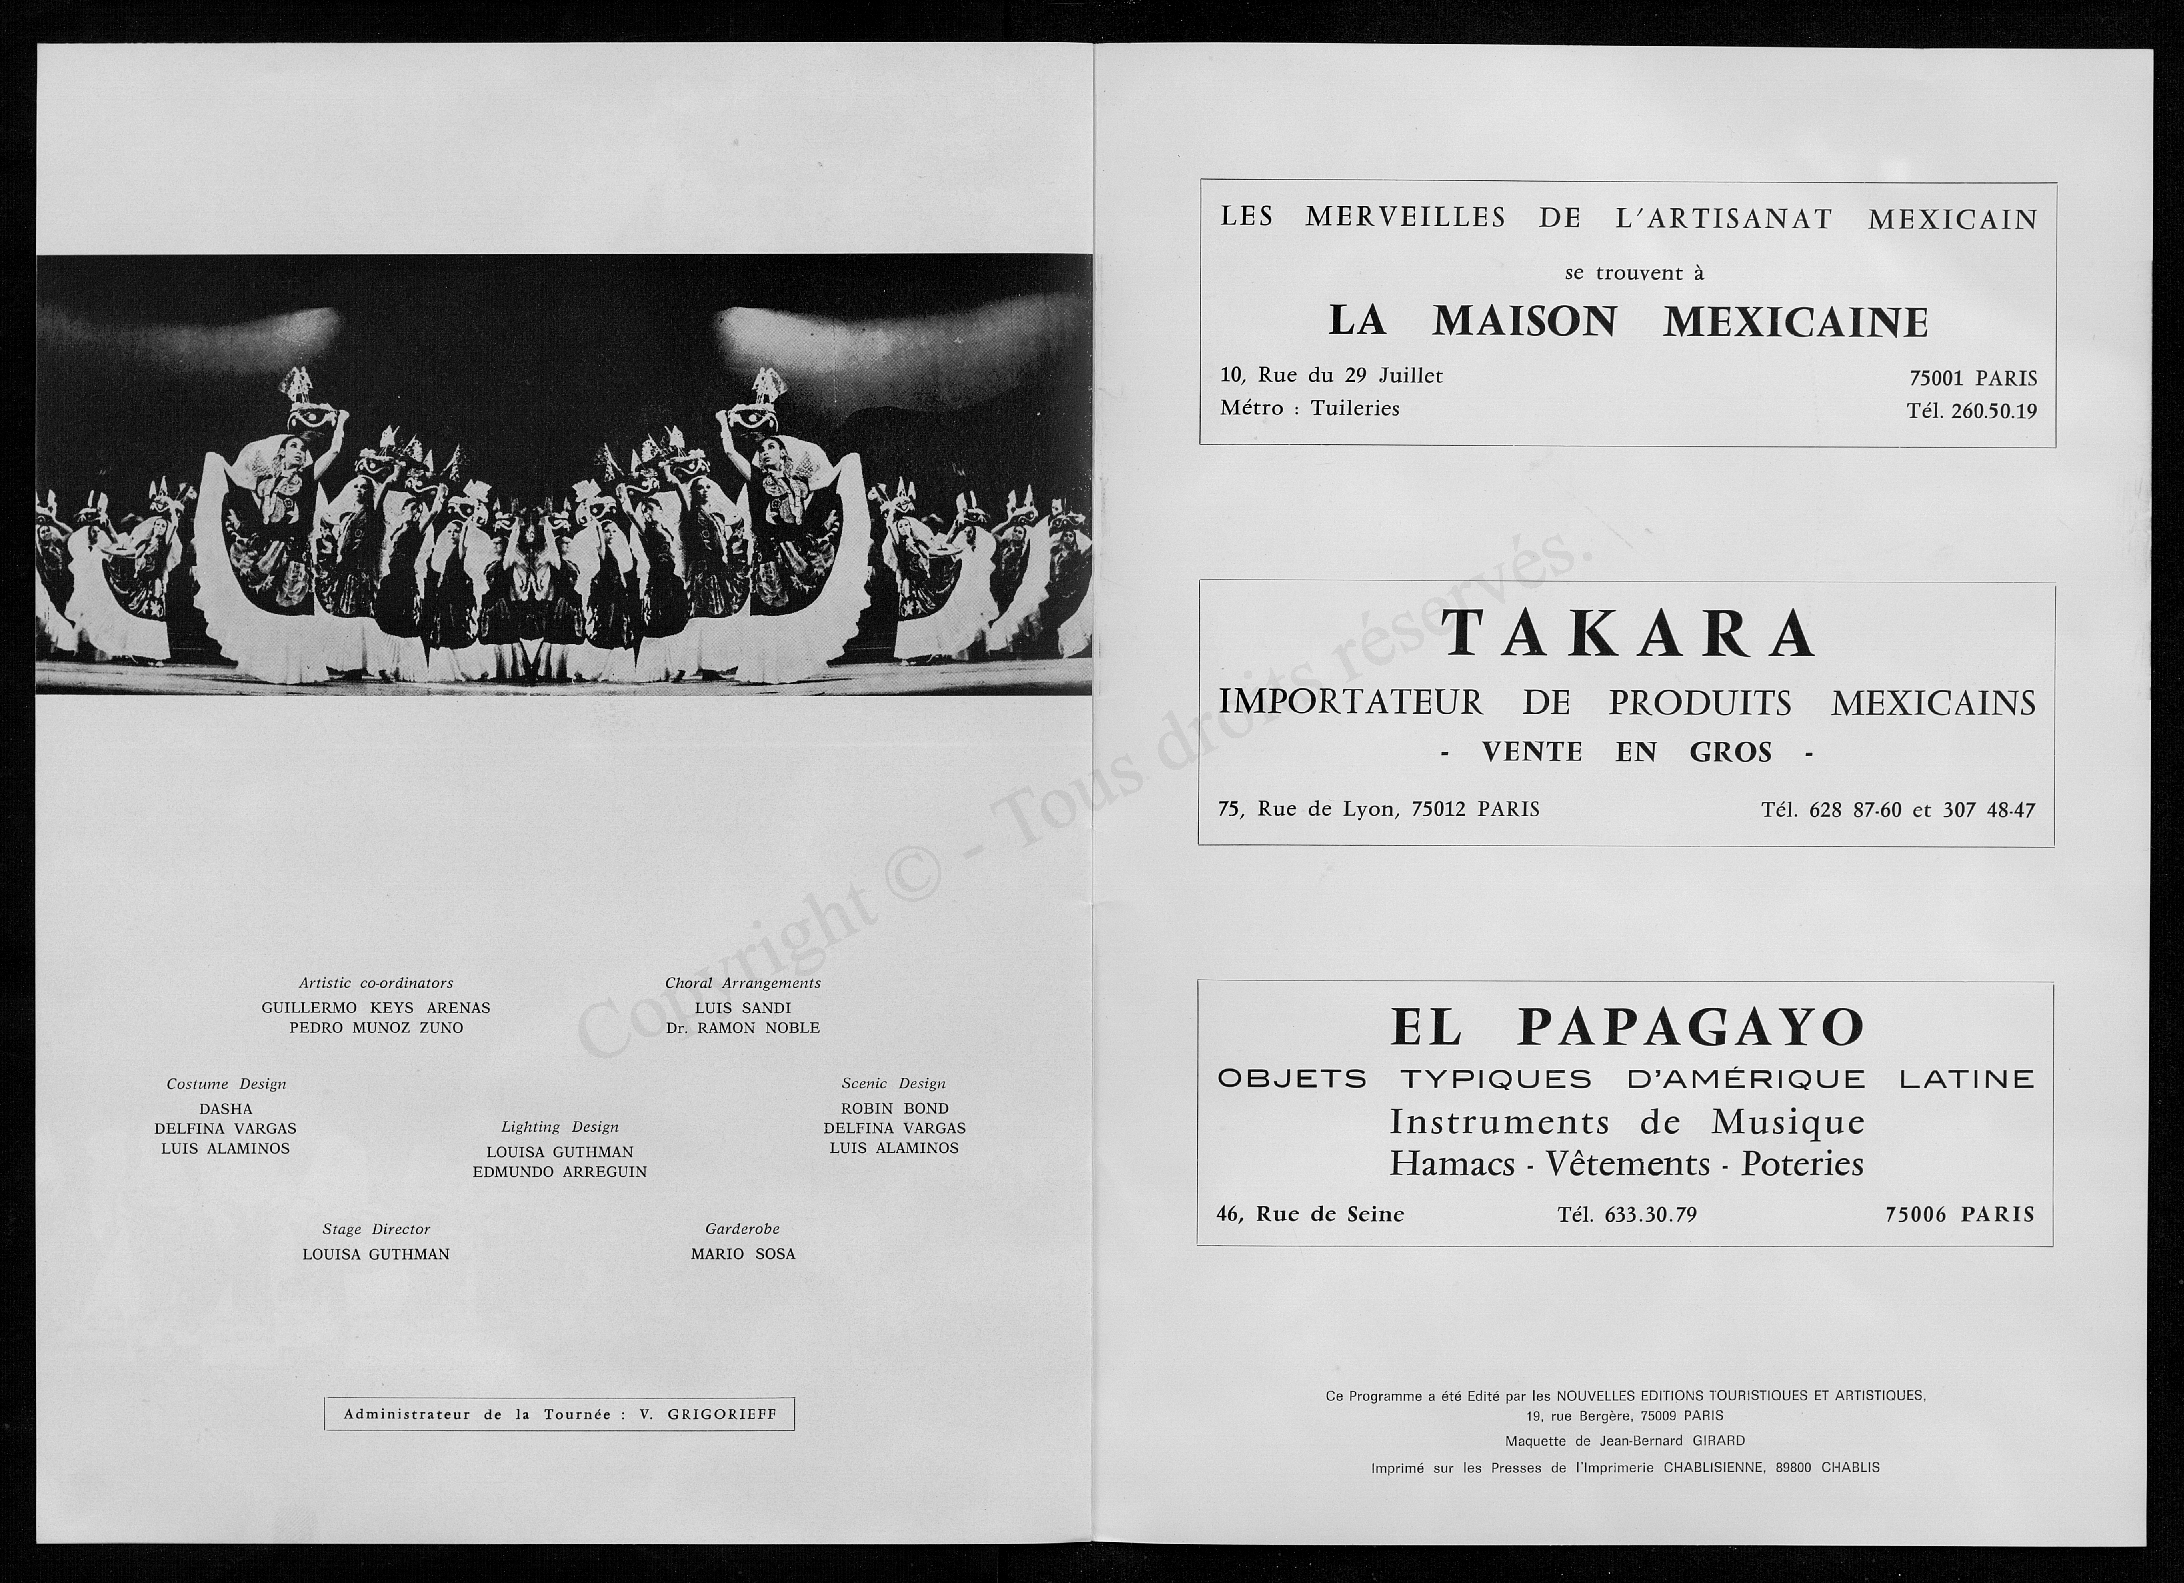 Artistic co-ordinators
GUILLERMO KEYS ARENAS
PEDRO MUNOZ ZUNO
Choral Arrangements
LUIS SANDI
Dr. RAMON NOBLE
Costume Design
DASHA
DELFINA VARGAS
LUIS ALAMINOS
Lighting Design
LOUISA GUTHMAN
EDMUNDO ARREGUIN
Scenic Design
ROBIN BOND
DELFINA VARGAS
LUIS ALAMINOS
Stage Director
LOUISA GUTHMAN
Garderobe
MARIO SOSA
Administrateur de la Tournée : V. GRIGORIEFF
LES MERVEILLES DE L'ARTISANAT MEXICAIN
se trouvent à
LA MAISON MEXICAINE
10, Rue du 29 Juillet 75001 PARIS
Métro : Tuileries Tél. 260.50.19
TAKARA
IMPORTATEUR DE PRODUITS MEXICAINS
- VENTE EN GROS -
75, Rue de Lyon, 75012 PARIS Tél. 628 87-60 et 307 48-47
EL PAPAGAYO
OBJETS TYPIQUES D'AMÉRIQUE LATINE
Instruments de Musique
Hamacs - Vêtements - Poteries
46, Rue de Seine Tél. 633.30.79 75006 PARIS
Ce Programme a été Edité par les NOUVELLES EDITIONS TOURISTIQUES ET ARTISTIQUES,
19, rue Bergère, 75009 PARIS
Maquette de Jean-Bernard GIRARD
Imprimé sur les Presses de l'Imprimerie CHABLISIENNE, 89800 CHABLIS
Copyright © - Tous droits réservés.